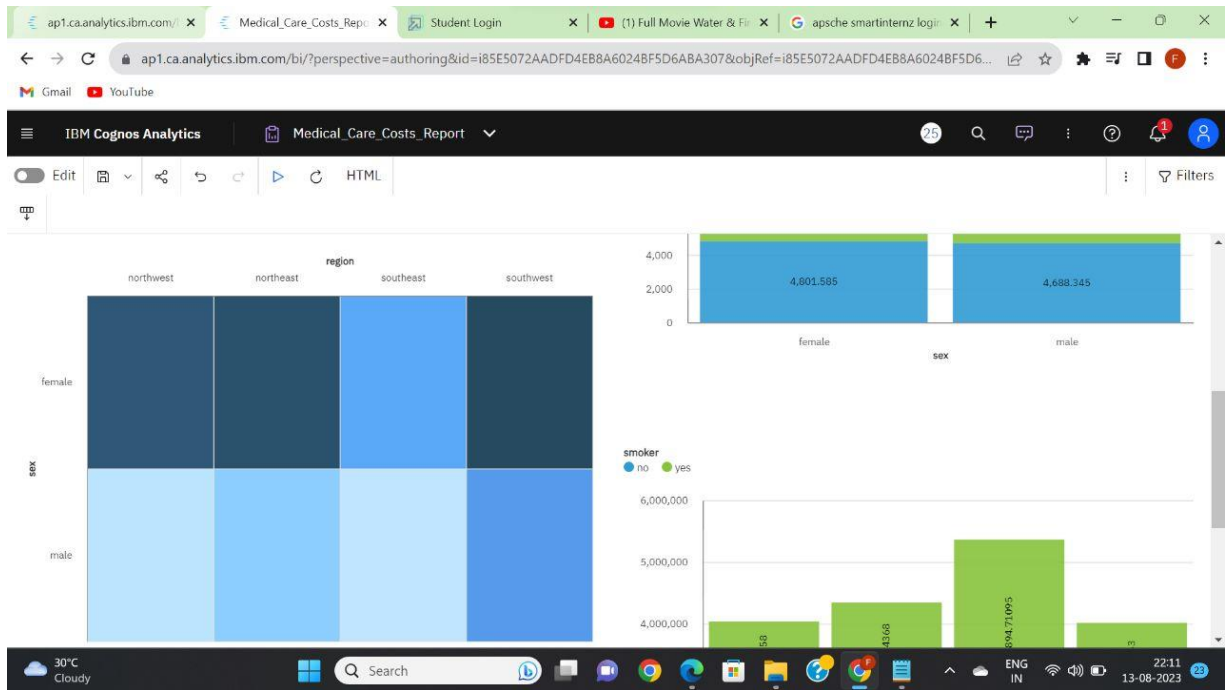 ap1.ca.analytics.ibm.com/
Medical_Care_Costs_Repo
Student Login
(1) Full Movie Water & Fi
apsche smartinternz login
ap1.ca.analytics.ibm.com/bi/?perspective=authoring&id=i85E5072AADFD4EB8A6024BF5D6ABA307&objRef=i85E5072AADFD4EB8A6024BF5D6...
F
Gmail YouTube
IBM Cognos Analytics Medical_Care_Costs_Report 25 1
Edit HTML Filters
region
northwest northeast southeast southwest
female
sex
male
4,000
2,000
0
4,801.585 4,688.345
female male
sex
smoker
no yes
6,000,000
5,000,000
4,000,000
58 4368 894.71095 3
30°C
Cloudy
Search
ENG
IN
22:11
13-08-2023
23